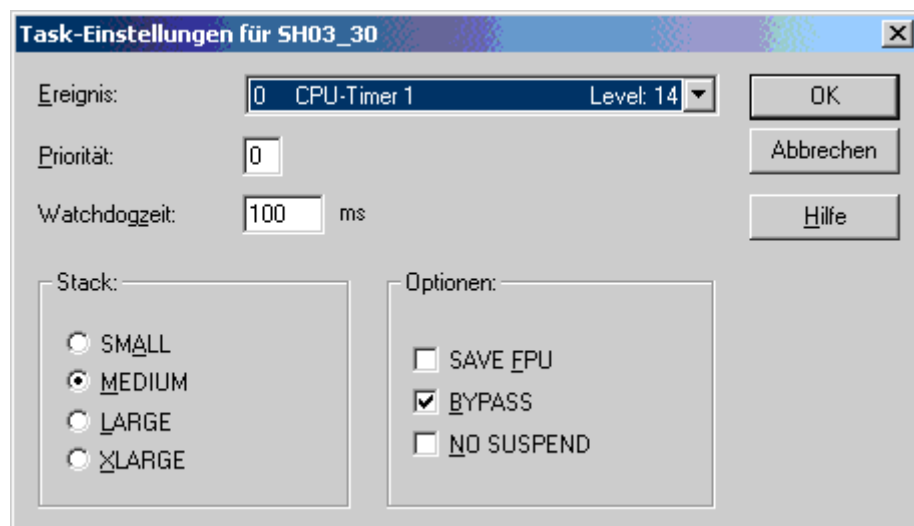 Task-Einstellungen für SH03_30
Ereignis: 0 CPU-Timer 1 Level: 14 OK
Priorität: 0 Abbrechen
Watchdogzeit: 100 ms Hilfe
Stack: Optionen:
SMALL
MEDIUM
LARGE
XLARGE
SAVE FPU
BYPASS
NO SUSPEND